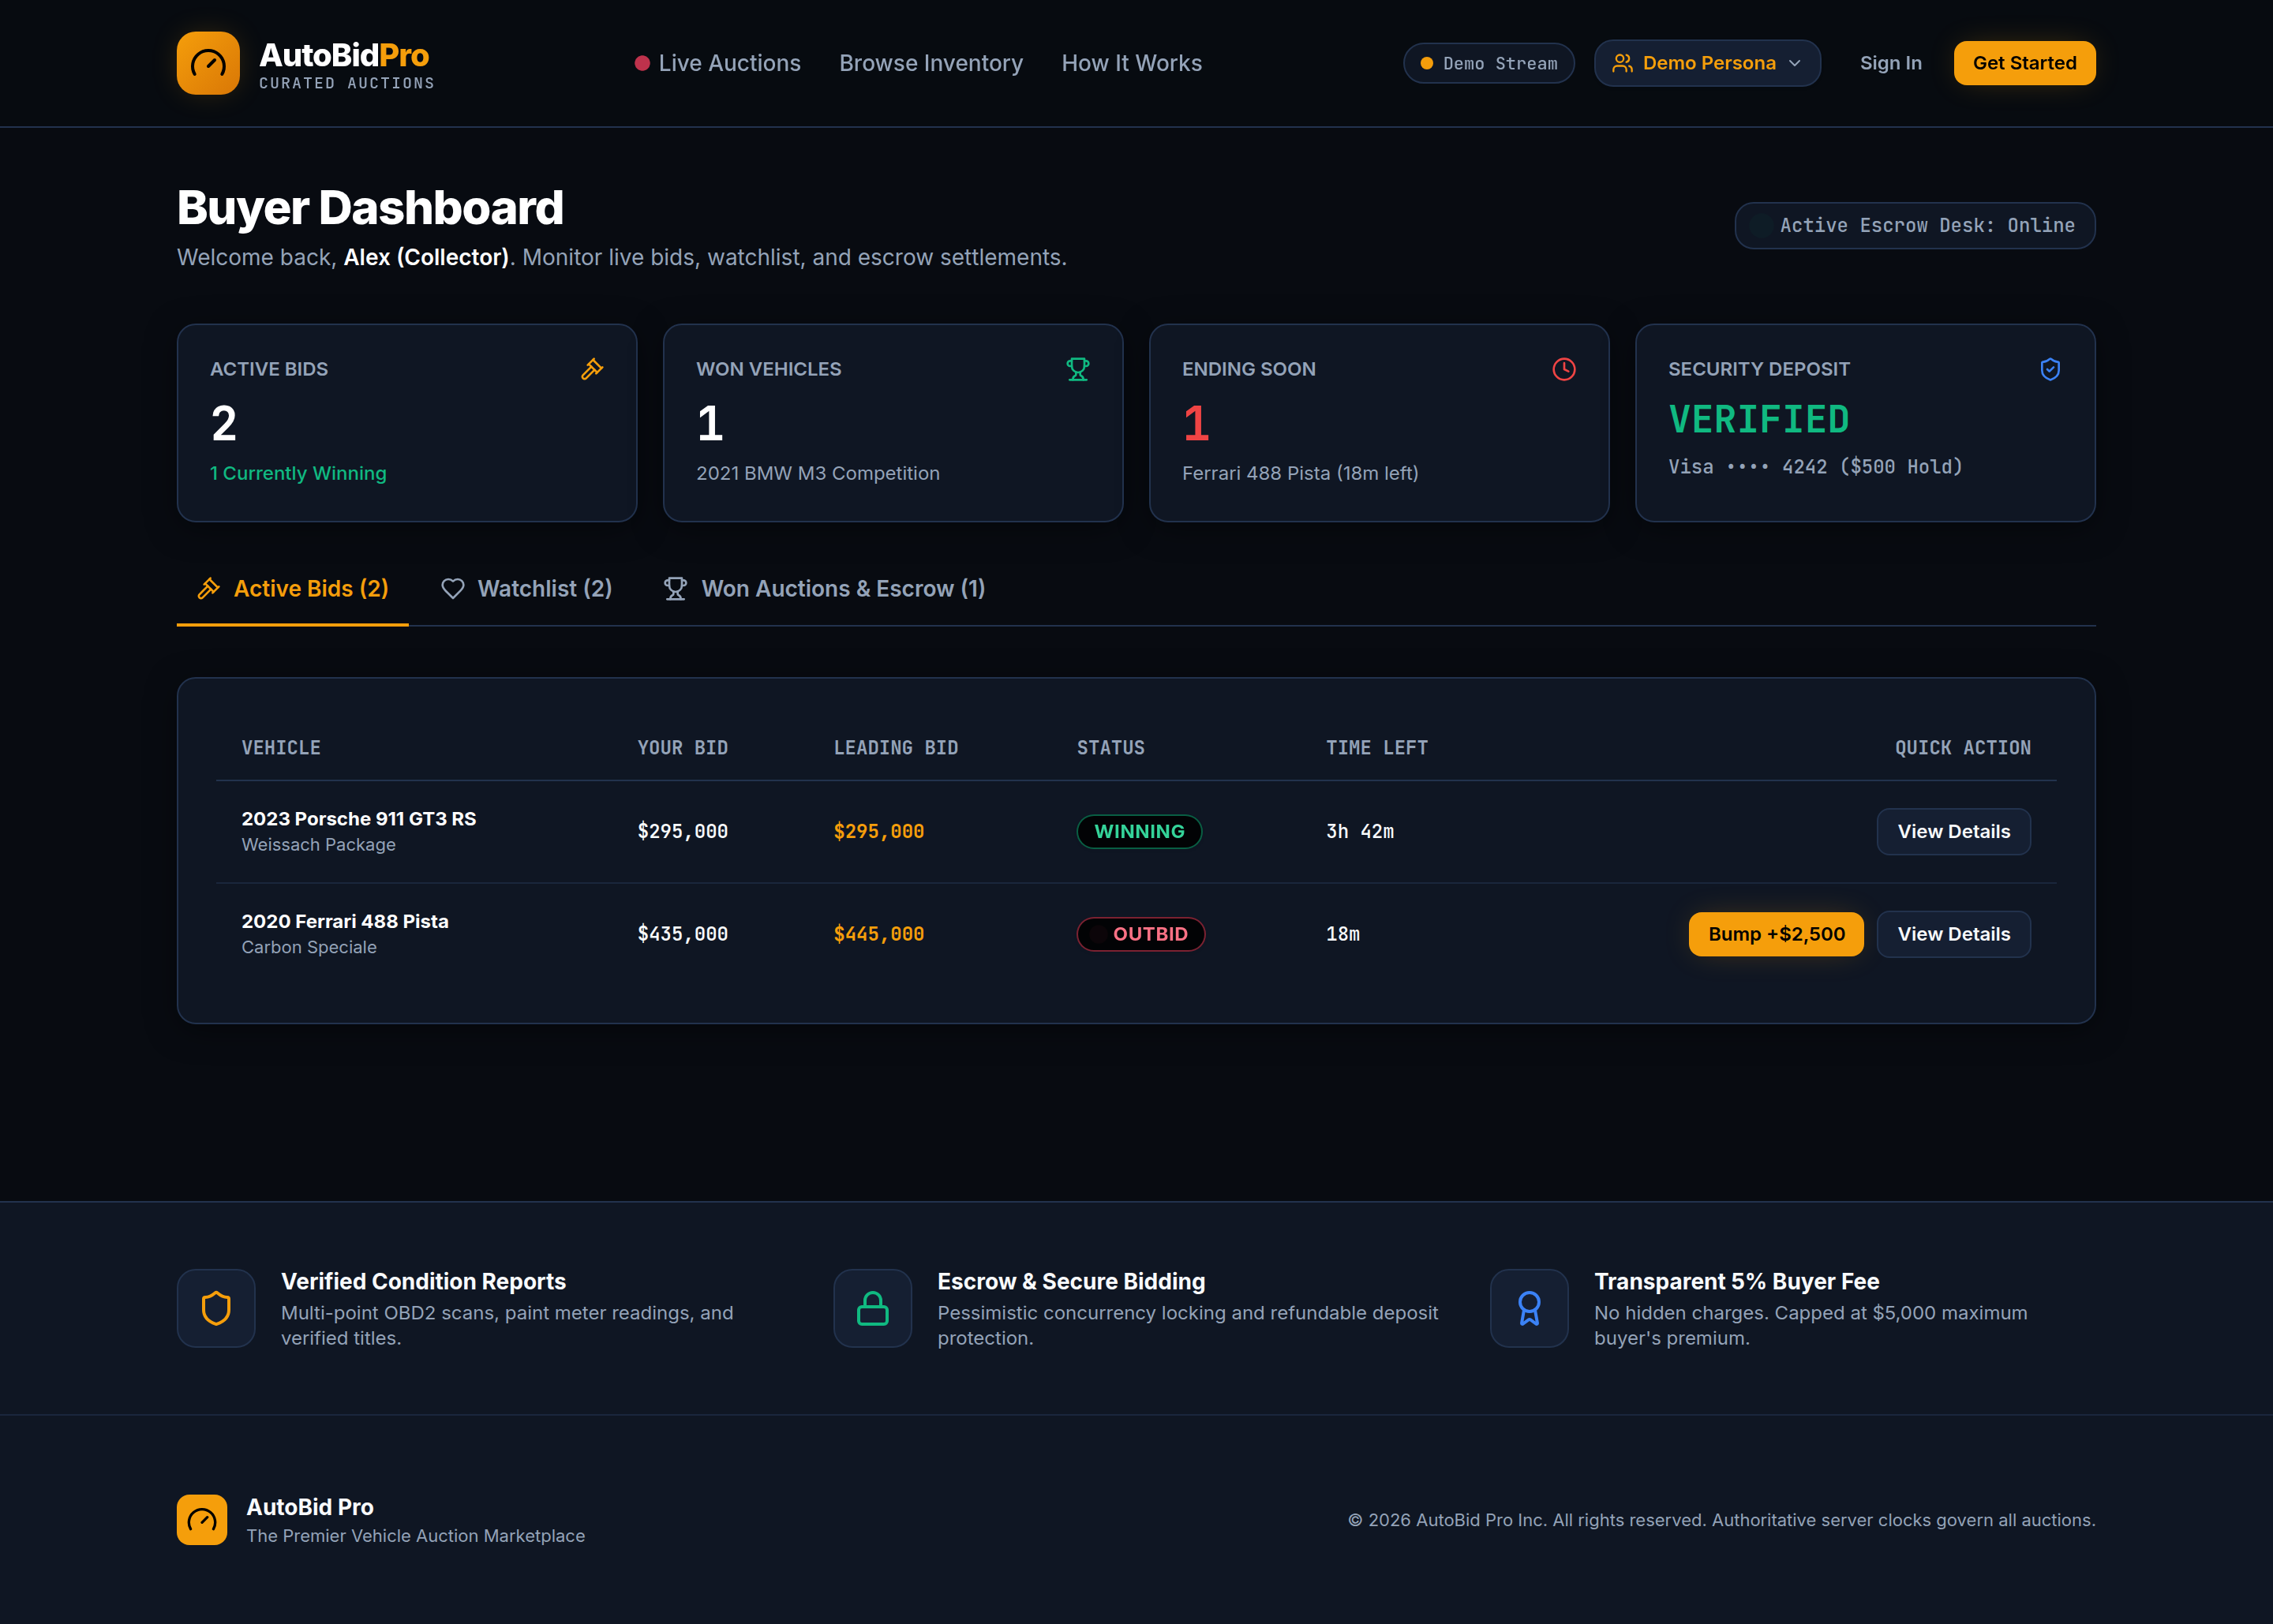 AutoBidPro
CURATED AUCTIONS
Live Auctions
Browse Inventory
How It Works
Demo Stream
Demo Persona
Sign In
Get Started
Buyer Dashboard
Welcome back, Alex (Collector). Monitor live bids, watchlist, and escrow settlements.
Active Escrow Desk: Online
ACTIVE BIDS
2
1 Currently Winning
WON VEHICLES
1
2021 BMW M3 Competition
ENDING SOON
1
Ferrari 488 Pista (18m left)
SECURITY DEPOSIT
VERIFIED
Visa •••• 4242 ($500 Hold)
Active Bids (2)
Watchlist (2)
Won Auctions & Escrow (1)
VEHICLE YOUR BID LEADING BID STATUS TIME LEFT QUICK ACTION
2023 Porsche 911 GT3 RS
Weissach Package
$295,000 $295,000 WINNING 3h 42m View Details
2020 Ferrari 488 Pista
Carbon Speciale
$435,000 $445,000 OUTBID 18m Bump +$2,500 View Details
Verified Condition Reports
Multi-point OBD2 scans, paint meter readings, and
verified titles.
Escrow & Secure Bidding
Pessimistic concurrency locking and refundable deposit
protection.
Transparent 5% Buyer Fee
No hidden charges. Capped at $5,000 maximum
buyer's premium.
AutoBid Pro
The Premier Vehicle Auction Marketplace
© 2026 AutoBid Pro Inc. All rights reserved. Authoritative server clocks govern all auctions.